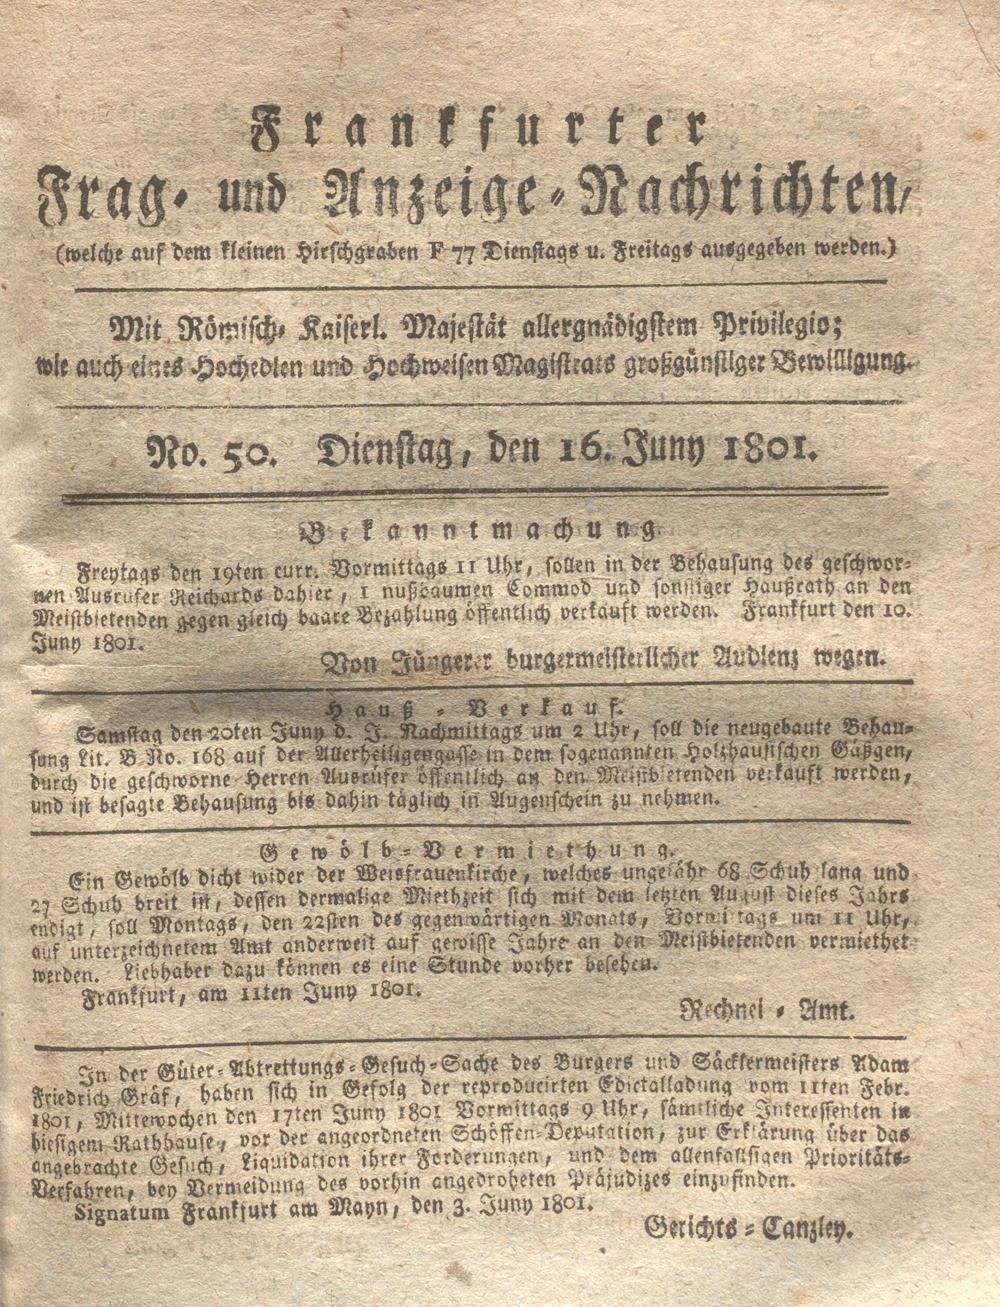 Frankfurter
Frag- und Anzeige-Nachrichten,
(welche auf dem kleinen Hirschgraben F 77 Dienstags u. Freitags ausgegeben werden.)
Mit Römisch- Kaiserl. Majestät allergnädigstem Privilegio;
wie auch eines Hochedlen und Hochweisen Magistrats großgünstiger Bewilligung.
No. 50. Dienstag, den 16. Juny 1801.
Bekanntmachung.
Freytags den 19ten curr. Vormittags 11 Uhr, sollen in der Behausung des geschwor-
nen Ausrufer Reichards dahier, 1 nußbaumen Commod und sonstiger Haußrath an den
Meistbietenden gegen gleich baare Bezahlung öffentlich verkauft werden. Frankfurt den 10.
Juny 1801.
Von Jüngerer burgermeisterlicher Audienz wegen.
Hauß-Verkauf.
Samstag den 20ten Juny d. J. Nachmittags um 2 Uhr, soll die neugebaute Behau-
sung Lit. B No. 168 auf der Allerheiligengasse in dem sogenannten Holzhausischen Gäßgen,
durch die geschworne Herren Ausrüfer öffentlich an den Meistbietenden verkauft werden,
und ist besagte Behausung bis dahin täglich in Augenschein zu nehmen.
Gewölb-Vermiethung.
Ein Gewölb dicht wider der Weisfrauenkirche, welches ungefähr 68 Schuh lang und
27 Schuh breit ist, dessen dermalige Miethzeit sich mit dem letzten August dieses Jahrs
endigt, soll Montags, den 22sten des gegenwärtigen Monats, Vormittags um 11 Uhr,
auf unterzeichnetem Amt anderweit auf gewisse Jahre an den Meistbietenden vermiethet
werden. Liebhaber dazu können es eine Stunde vorher besehen.
Frankfurt, am 11ten Juny 1801.
Rechnei-Amt.
In der Güter-Abtrettungs-Gesuch-Sache des Burgers und Säcklermeisters Adam
Friedrich Gräf, haben sich in Gefolg der reproducirten Edictalladung vom 11ten Febr.
1801, Mittewochen den 17ten Juny 1801 Vormittags 9 Uhr, sämtliche Interessenten in
hiesigem Rathhause, vor der angeordneten Schöffen-Deputation, zur Erklärung über das
angebrachte Gesuch, Liquidation ihrer Forderungen, und dem allenfallsigen Prioritäts-
Verfahren, bey Vermeidung des vorhin angedroheten Präjudizes einzufinden.
Signatum Frankfurt am Mayn, den 3. Juny 1801.
Gerichts-Canzley.